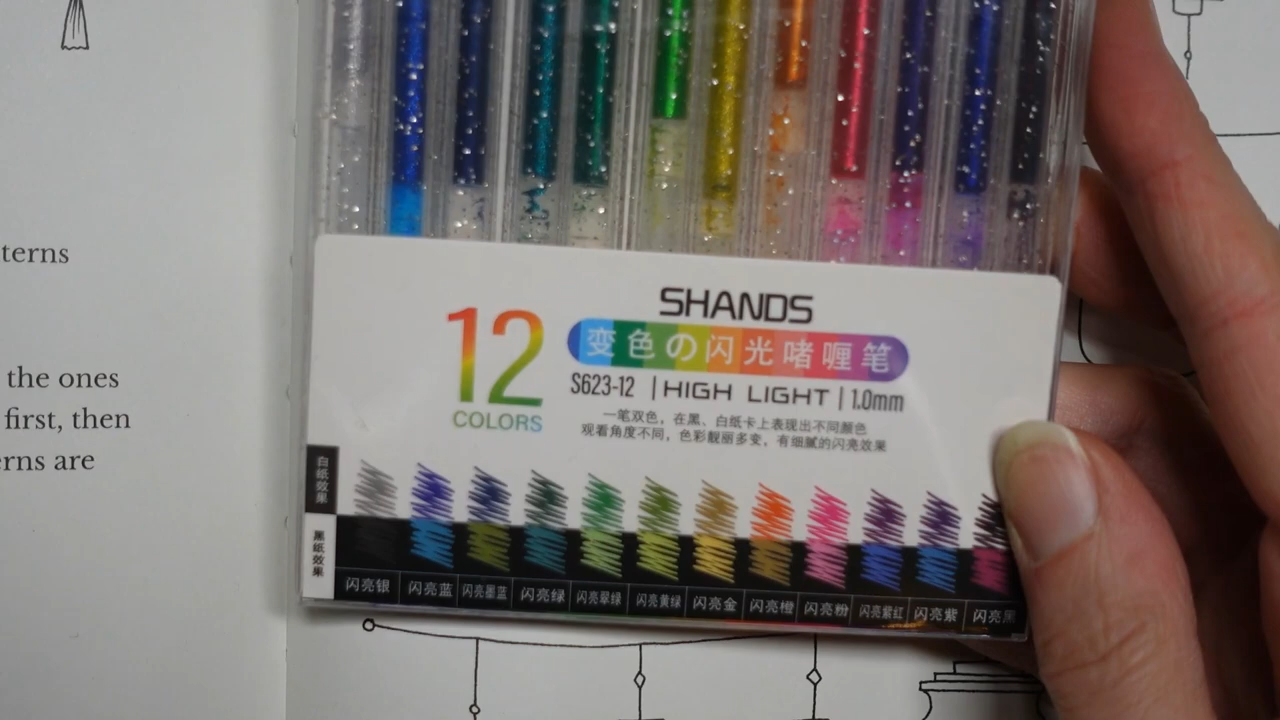 terns
the ones
first, then
erns are
SHANDS
12
COLORS
变色の闪光啫喱笔
S623-12 | HIGH LIGHT | 1.0mm
一笔双色，在黑、白纸卡上表现出不同颜色
观看角度不同，色彩靓丽多变，有细腻的闪亮效果
白纸效果
黑纸效果
闪亮银 闪亮蓝 闪亮墨蓝 闪亮绿 闪亮翠绿 闪亮黄绿 闪亮金 闪亮橙 闪亮粉 闪亮紫红 闪亮紫 闪亮黑